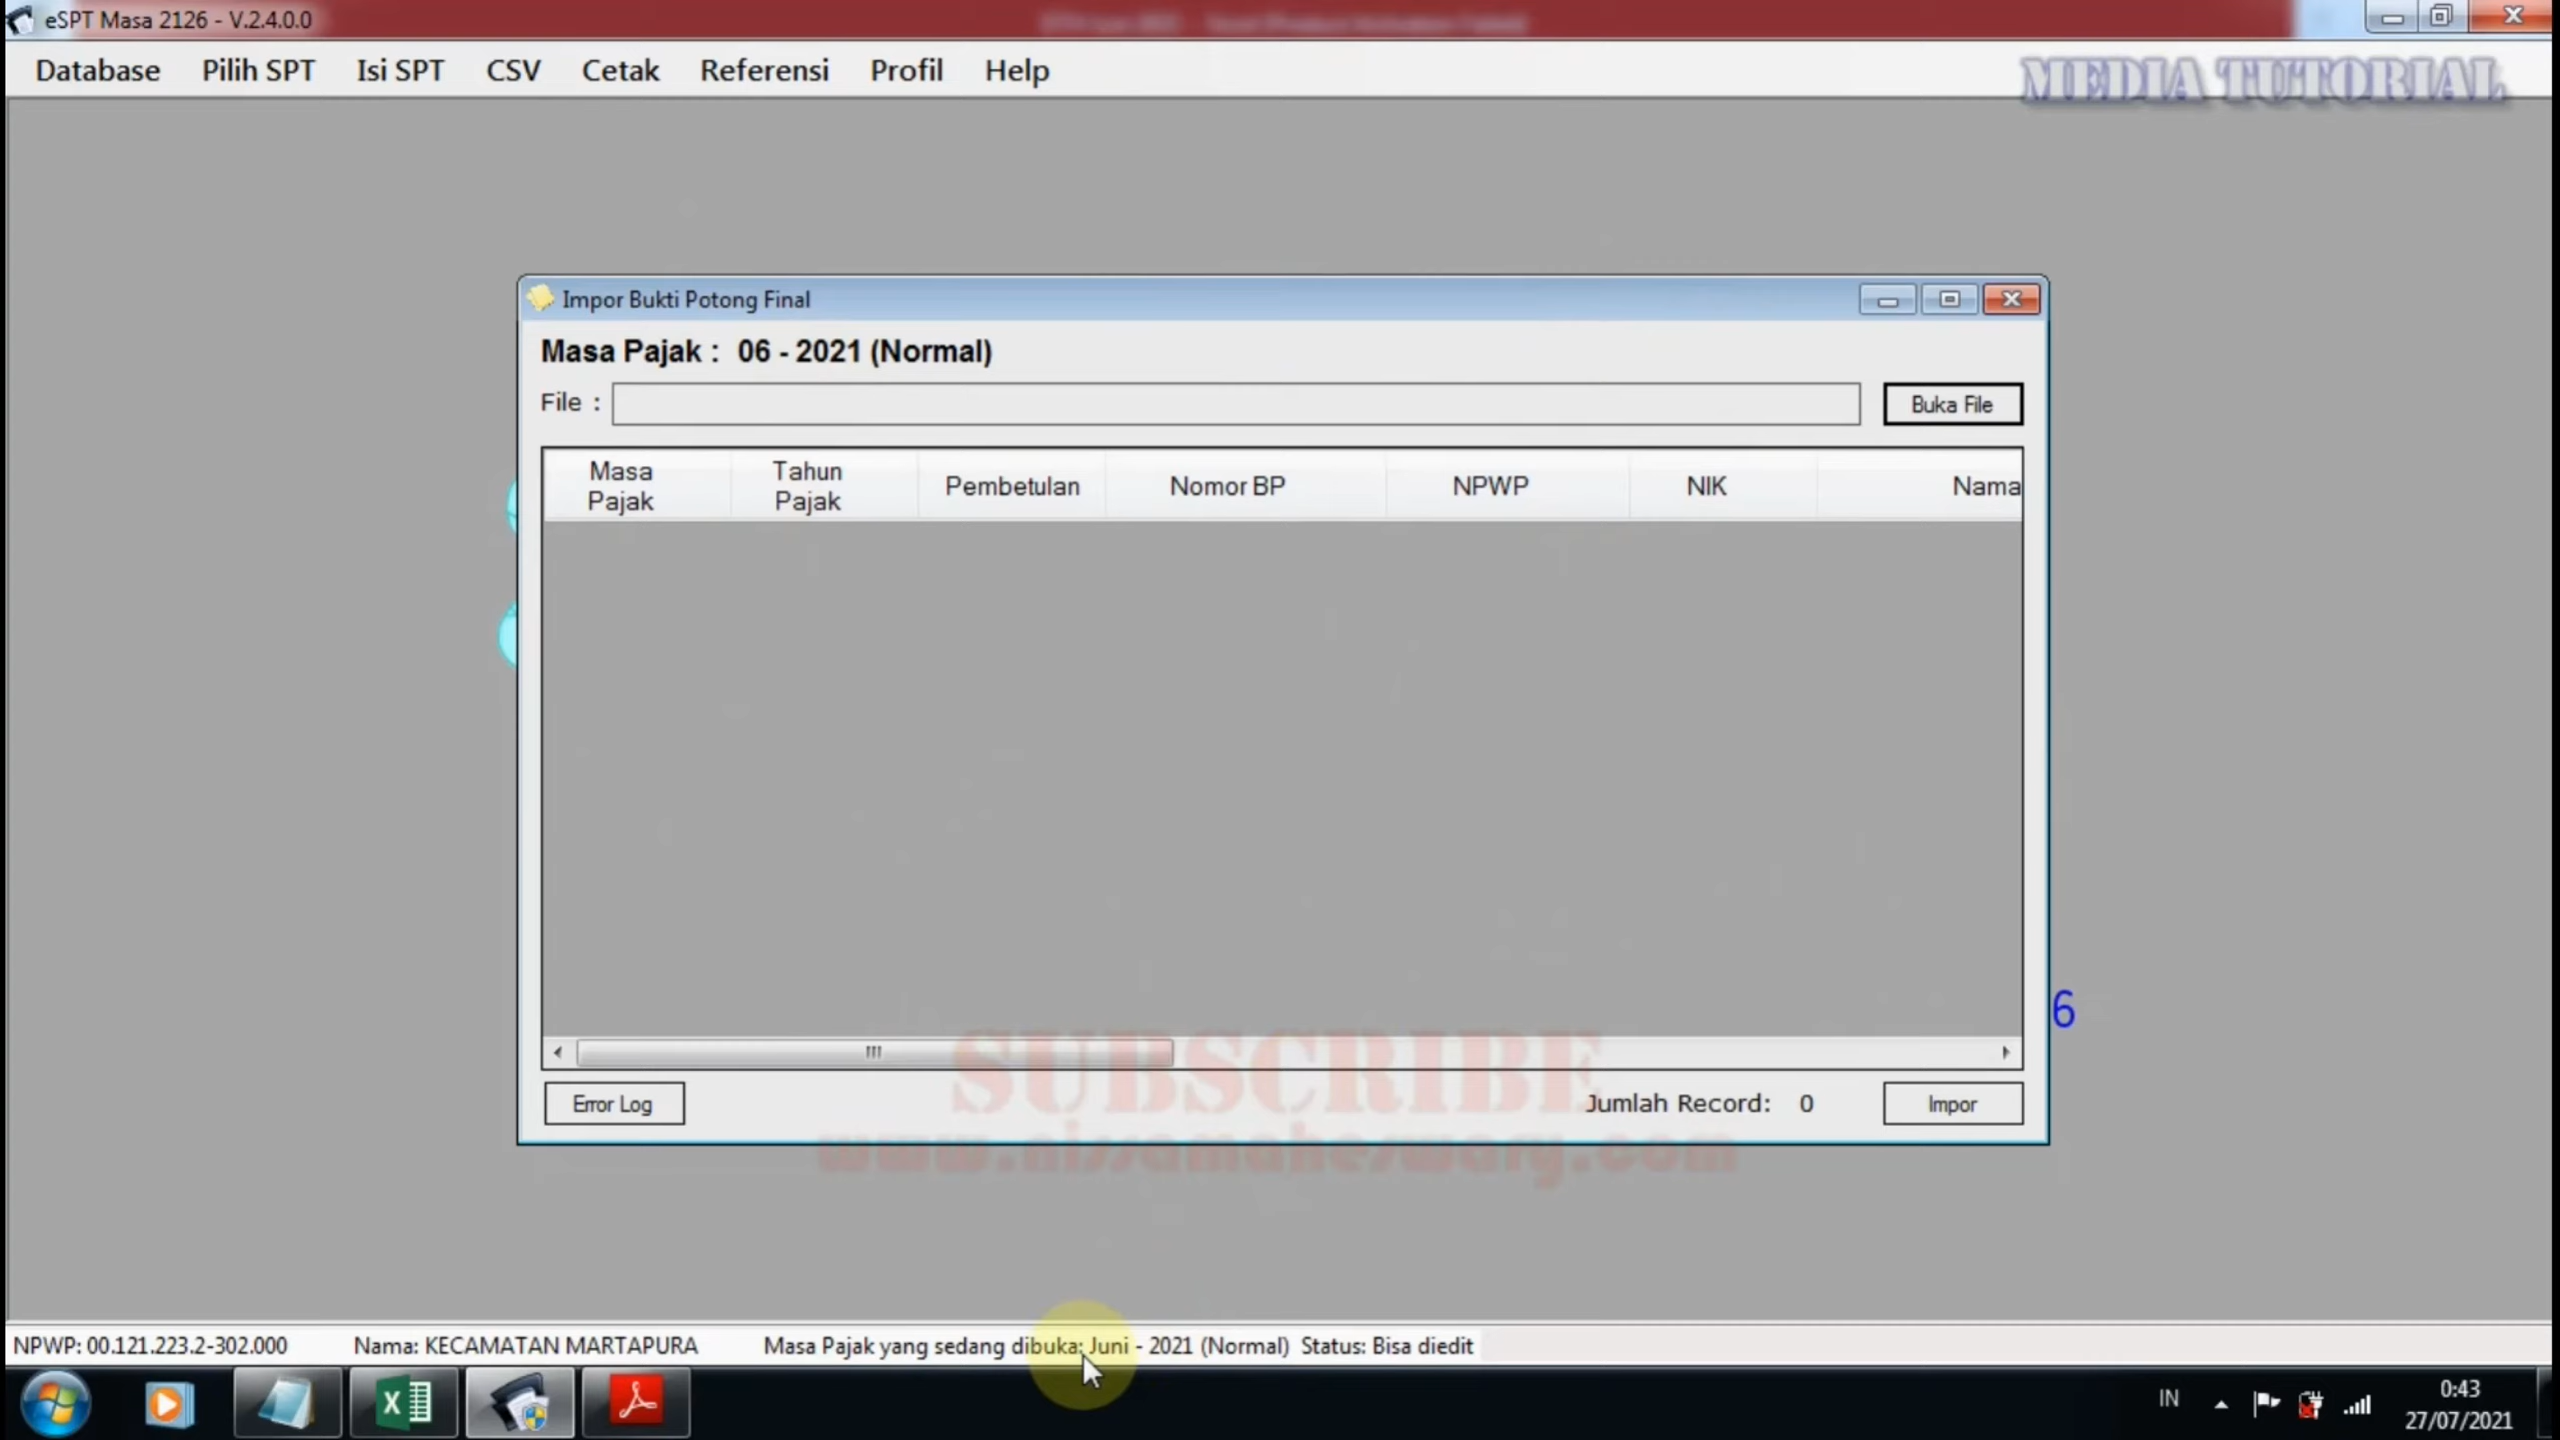 eSPT Masa 2126 - V.2.4.0.0
Database Pilih SPT Isi SPT CSV Cetak Referensi Profil Help
MEDIA TUTORIAL
Impor Bukti Potong Final
Masa Pajak : 06 - 2021 (Normal)
File :
Buka File
Masa Pajak
Tahun Pajak
Pembetulan
Nomor BP
NPWP
NIK
Nama
6
SUBSCRIBE
Error Log
Jumlah Record: 0
Impor
www.nissamaheswary.com
NPWP: 00.121.223.2-302.000 Nama: KECAMATAN MARTAPURA Masa Pajak yang sedang dibuka: Juni - 2021 (Normal) Status: Bisa diedit
IN
0:43
27/07/2021